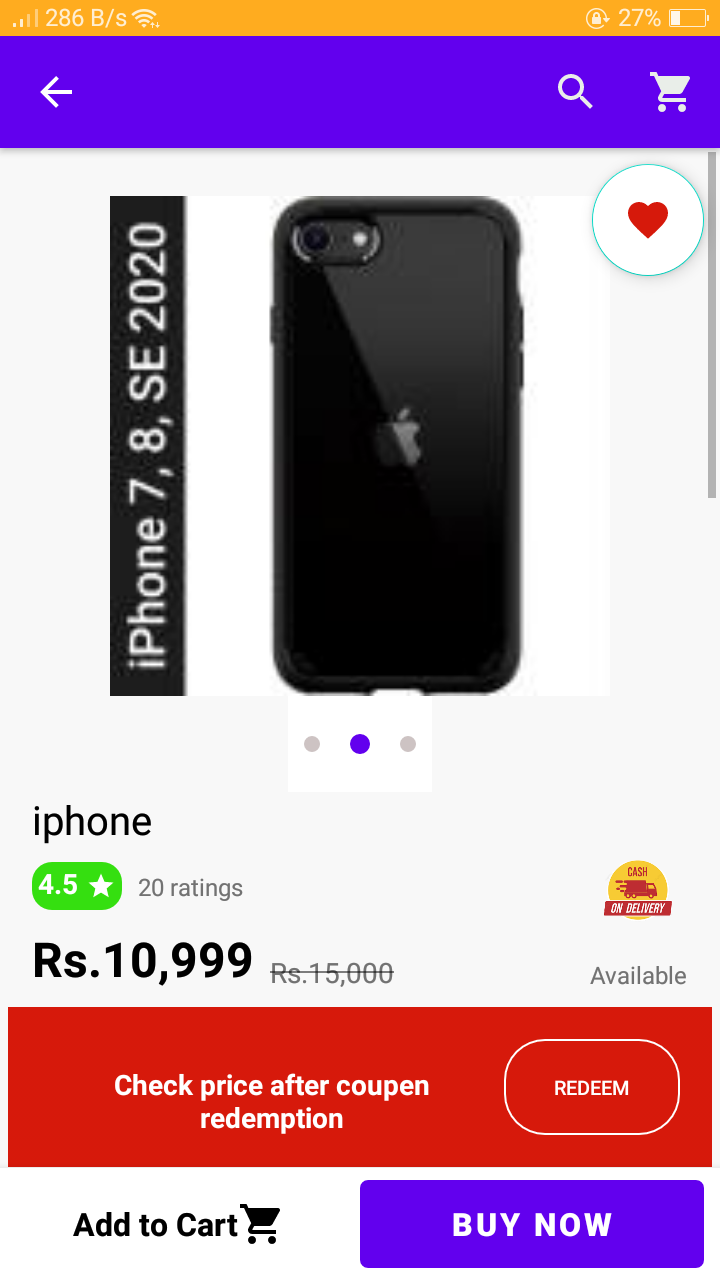 286 B/s
27%
iPhone 7, 8, SE 2020
iphone
4.5
20 ratings
CASH
ON DELIVERY
Rs.10,999
Rs.15,000
Available
Check price after coupen
redemption
REDEEM
Add to Cart
BUY NOW